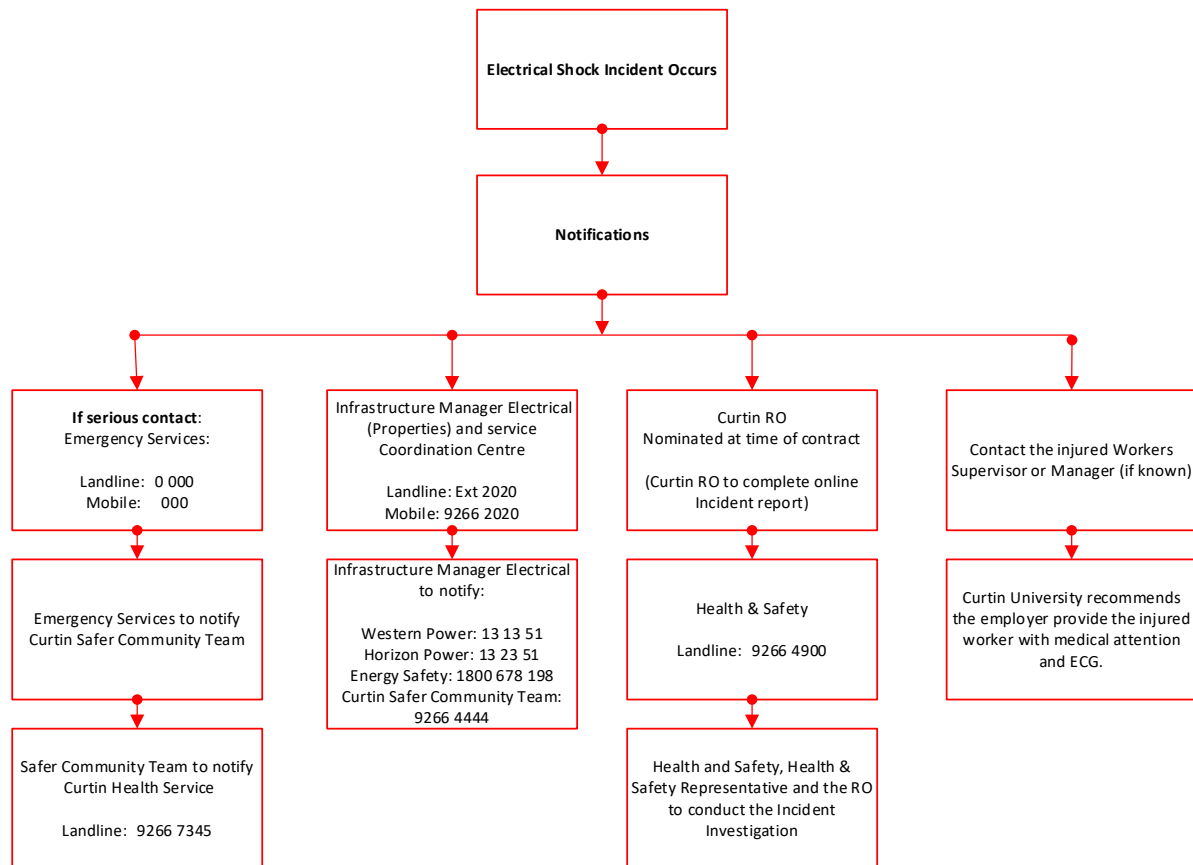 Electrical Shock Incident Occurs
Notifications
If serious contact:
Emergency Services:
Landline: 0 000
Mobile: 000
Infrastructure Manager Electrical
(Properties) and service
Coordination Centre
Landline: Ext 2020
Mobile: 9266 2020
Curtin RO
Nominated at time of contract
(Curtin RO to complete online
Incident report)
Contact the injured Workers
Supervisor or Manager (if known)
Emergency Services to notify
Curtin Safer Community Team
Infrastructure Manager Electrical
to notify:
Western Power: 13 13 51
Horizon Power: 13 23 51
Energy Safety: 1800 678 198
Curtin Safer Community Team:
9266 4444
Health & Safety
Landline: 9266 4900
Curtin University recommends
the employer provide the injured
worker with medical attention
and ECG.
Safer Community Team to notify
Curtin Health Service
Landline: 9266 7345
Health and Safety, Health &
Safety Representative and the RO
to conduct the Incident
Investigation